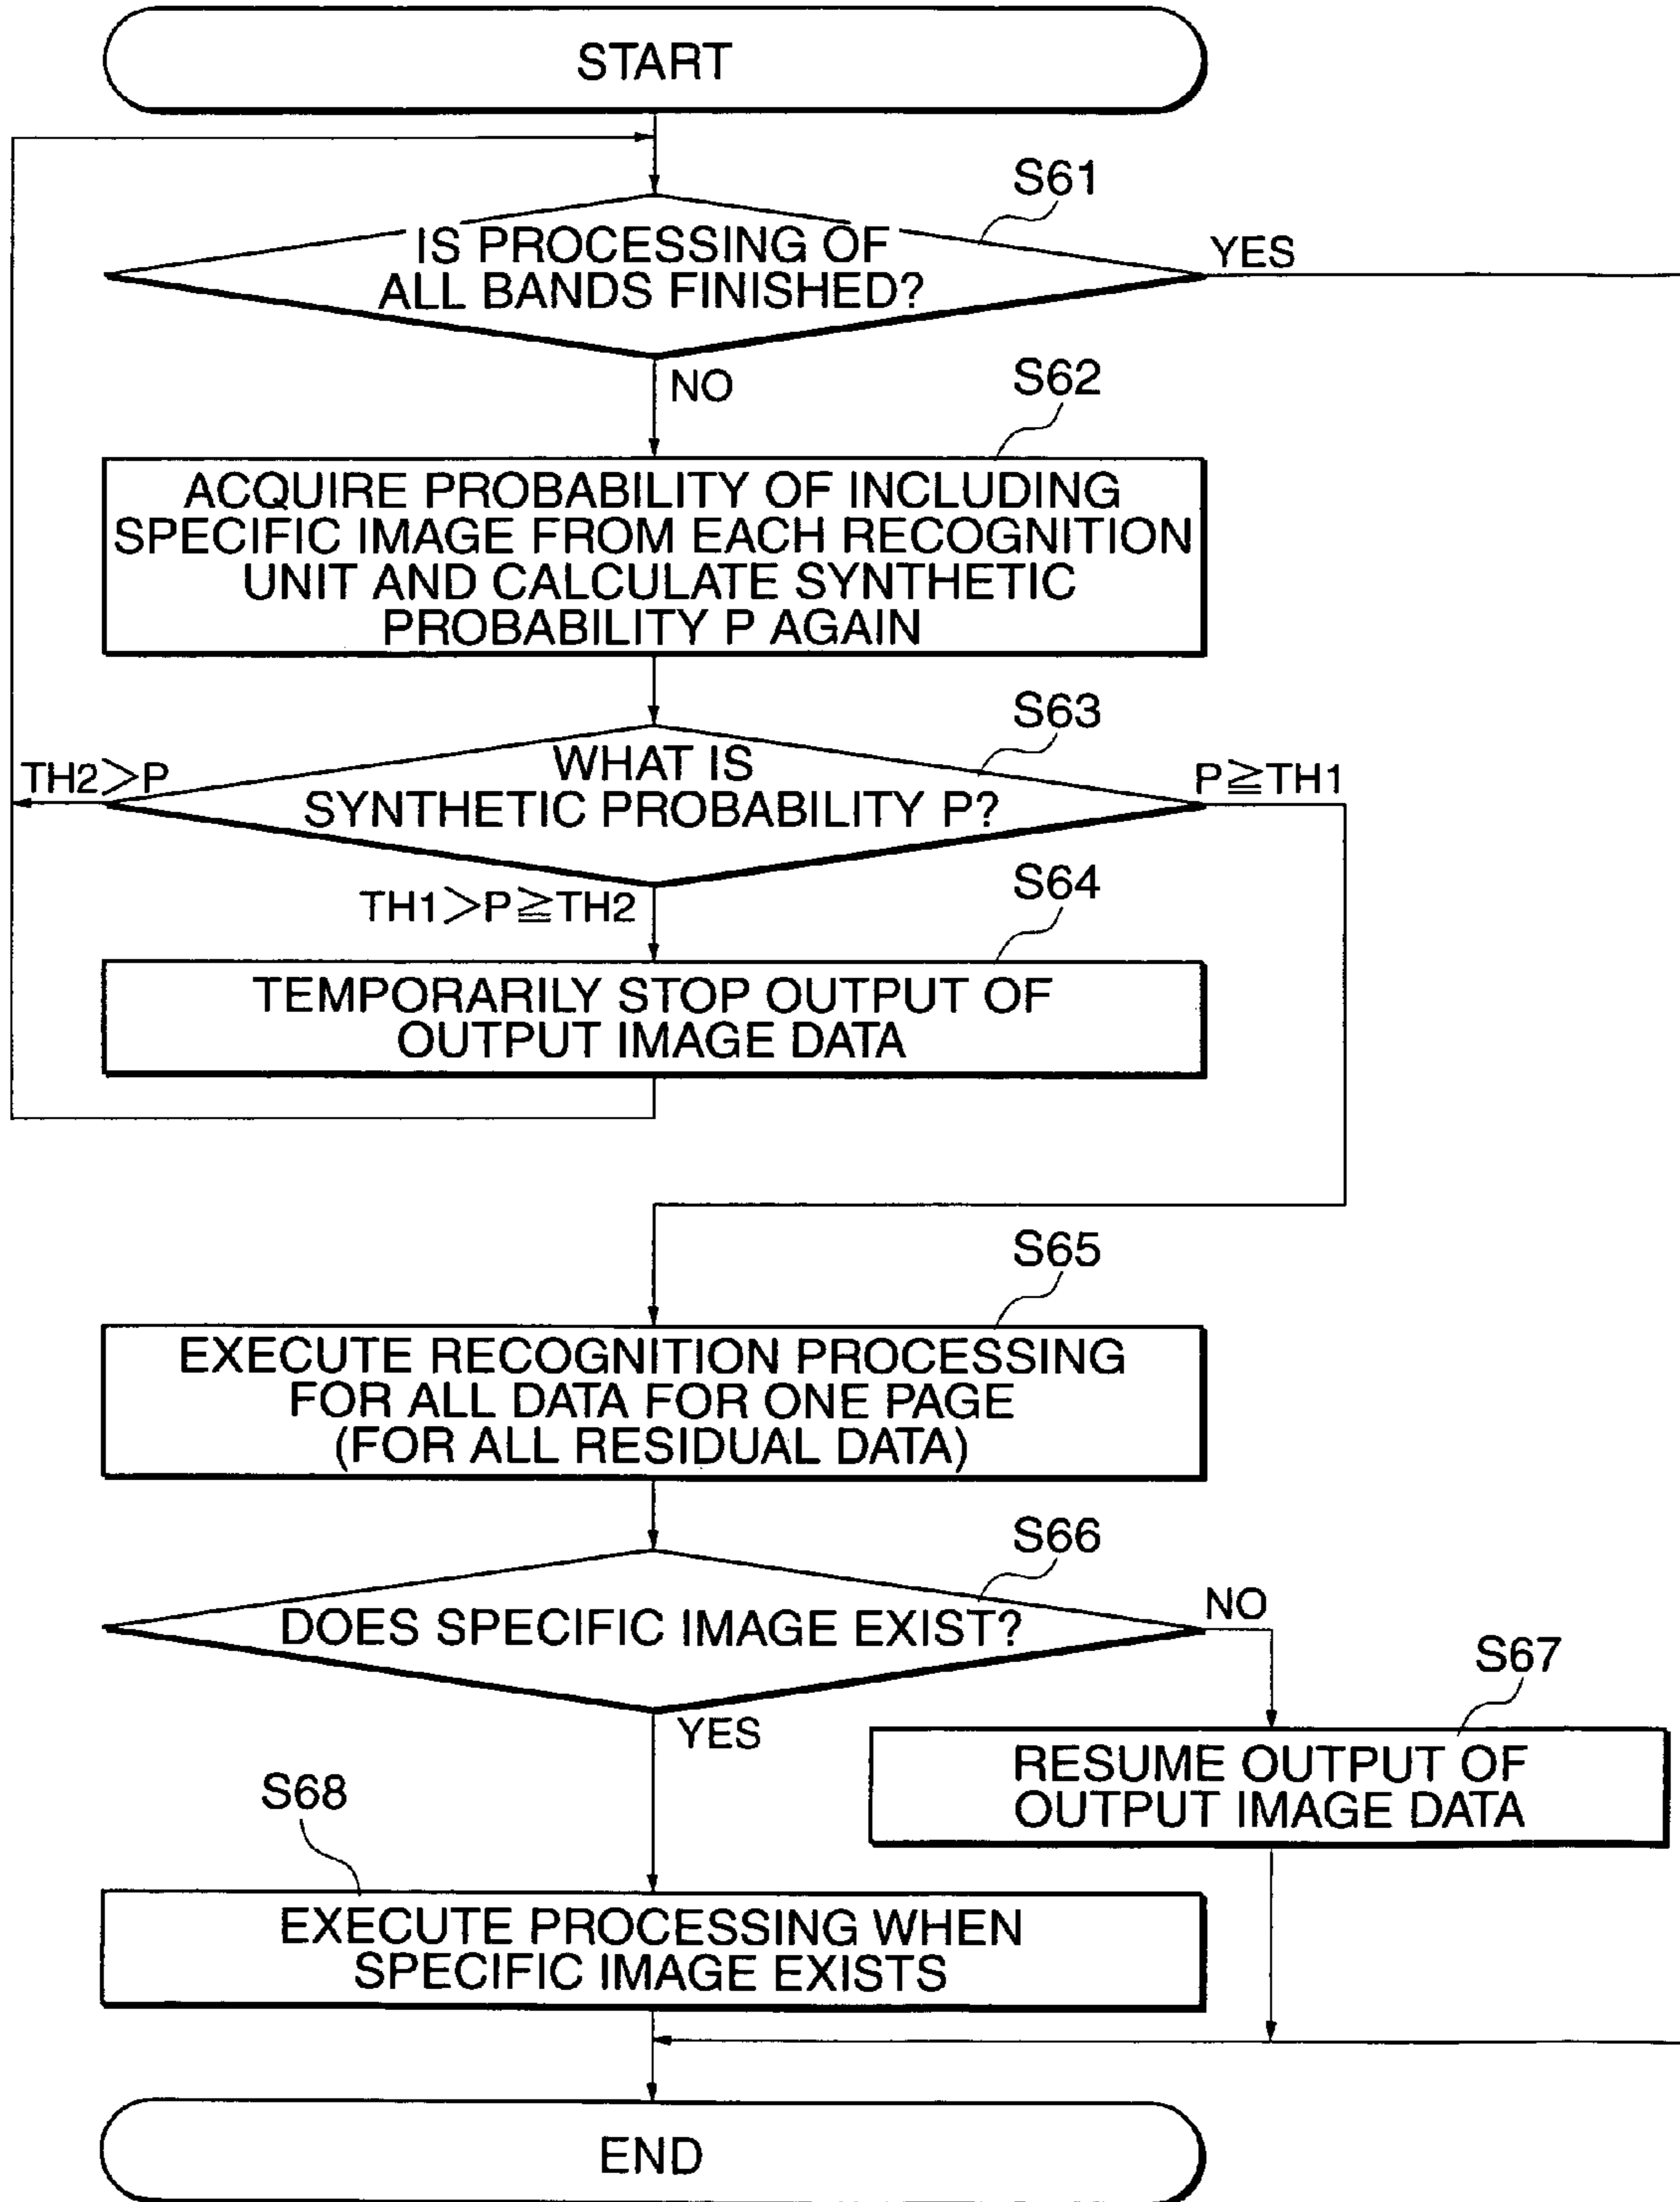 START
S61
IS PROCESSING OF
ALL BANDS FINISHED?
YES
NO
S62
ACQUIRE PROBABILITY OF INCLUDING
SPECIFIC IMAGE FROM EACH RECOGNITION
UNIT AND CALCULATE SYNTHETIC
PROBABILITY P AGAIN
S63
WHAT IS
SYNTHETIC PROBABILITY P?
TH2>P
P≧TH1
TH1>P≧TH2
S64
TEMPORARILY STOP OUTPUT OF
OUTPUT IMAGE DATA
S65
EXECUTE RECOGNITION PROCESSING
FOR ALL DATA FOR ONE PAGE
(FOR ALL RESIDUAL DATA)
S66
DOES SPECIFIC IMAGE EXIST?
NO
YES
S67
RESUME OUTPUT OF
OUTPUT IMAGE DATA
S68
EXECUTE PROCESSING WHEN
SPECIFIC IMAGE EXISTS
END